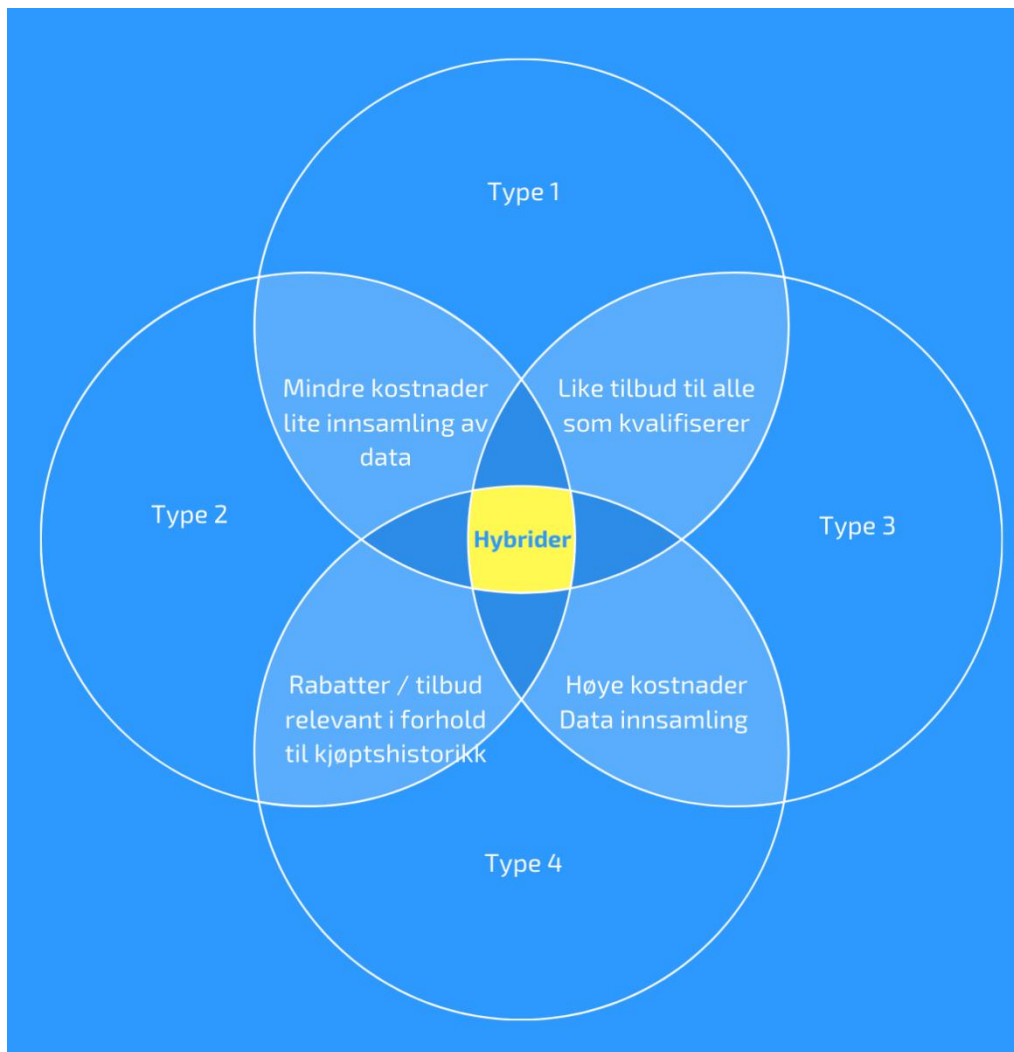 Type 1
Mindre kostnader
lite innsamling av
data
Like tilbud til alle
som kvalifiserer
Type 2
Hybrider
Type 3
Rabatter / tilbud
relevant i forhold
til kjøptshistorikk
Høye kostnader
Data innsamling
Type 4